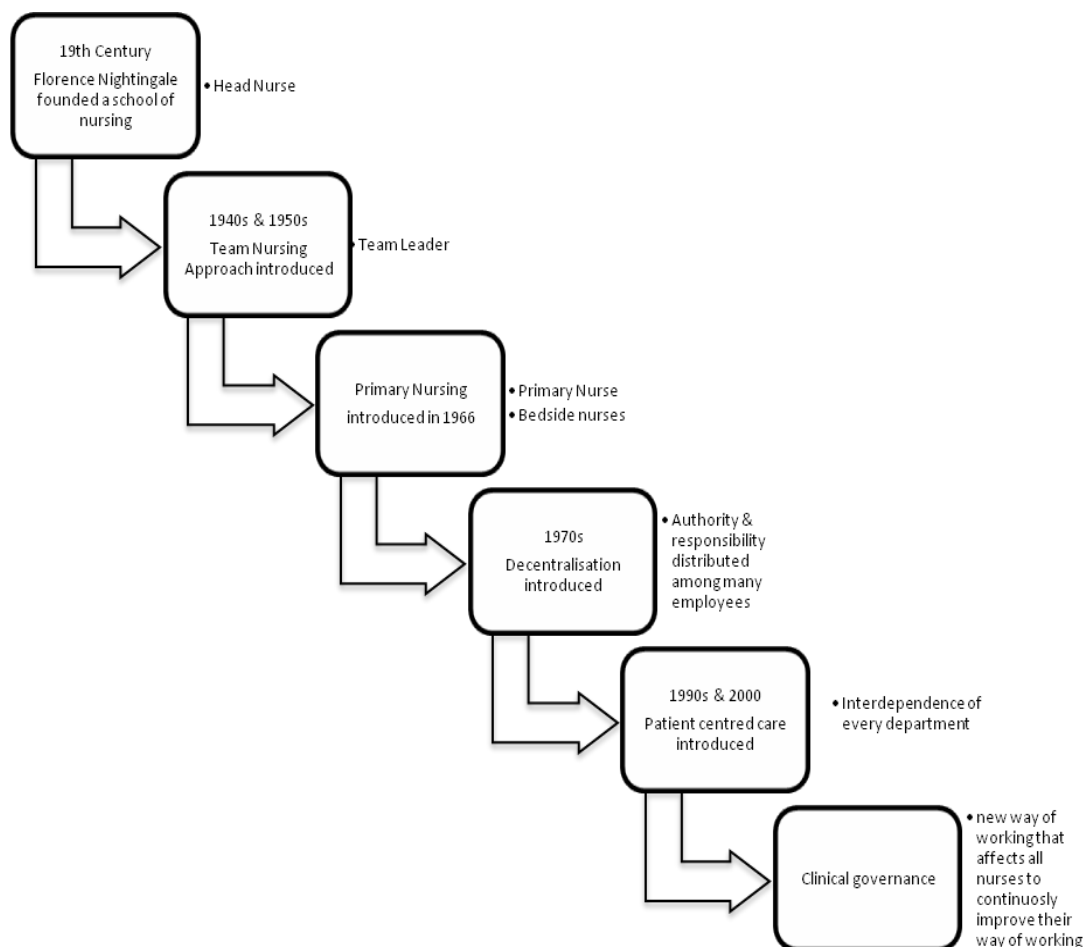 19th Century
Florence Nightingale
founded a school of
nursing
• Head Nurse
1940s & 1950s
Team Nursing
Approach introduced
• Team Leader
Primary Nursing
introduced in 1966
• Primary Nurse
• Bedside nurses
1970s
Decentralisation
introduced
• Authority &
responsibility
distributed
among many
employees
1990s & 2000
Patient centred care
introduced
• Interdependence of
every department
Clinical governance
• new way of
working that
affects all
nurses to
continuosly
improve their
way of working